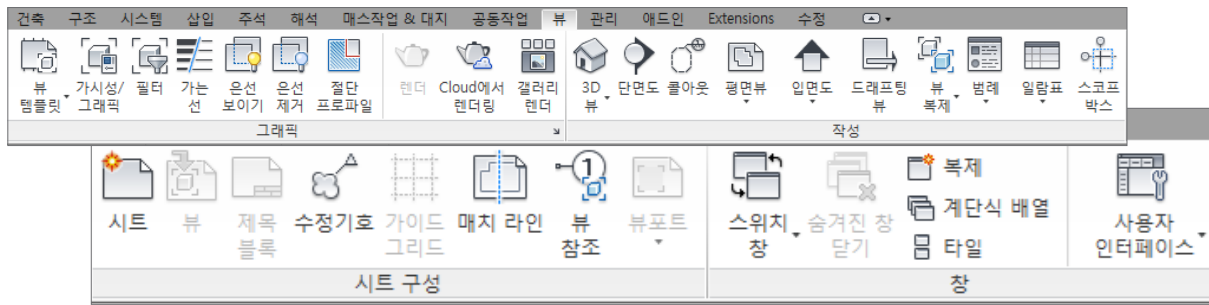 건축 구조 시스템 삽입 주석 해석 매스작업 & 대지 공동작업 뷰 관리 애드인 Extensions 수정
뷰 템플릿 가시성/그래픽 필터 가는 선 은선 보이기 은선 제거 절단 프로파일 렌더 Cloud에서 렌더링 갤러리 렌더 3D 뷰 단면도 콜아웃 평면뷰 입면도 드래프팅 뷰 뷰 복제 범례 일람표 스코프 박스
그래픽 작성
시트 뷰 제목 블록 수정기호 가이드 그리드 매치 라인 뷰 참조 뷰포트 스위치 창 숨겨진 창 닫기 복제 계단식 배열 타일 사용자 인터페이스
시트 구성 창